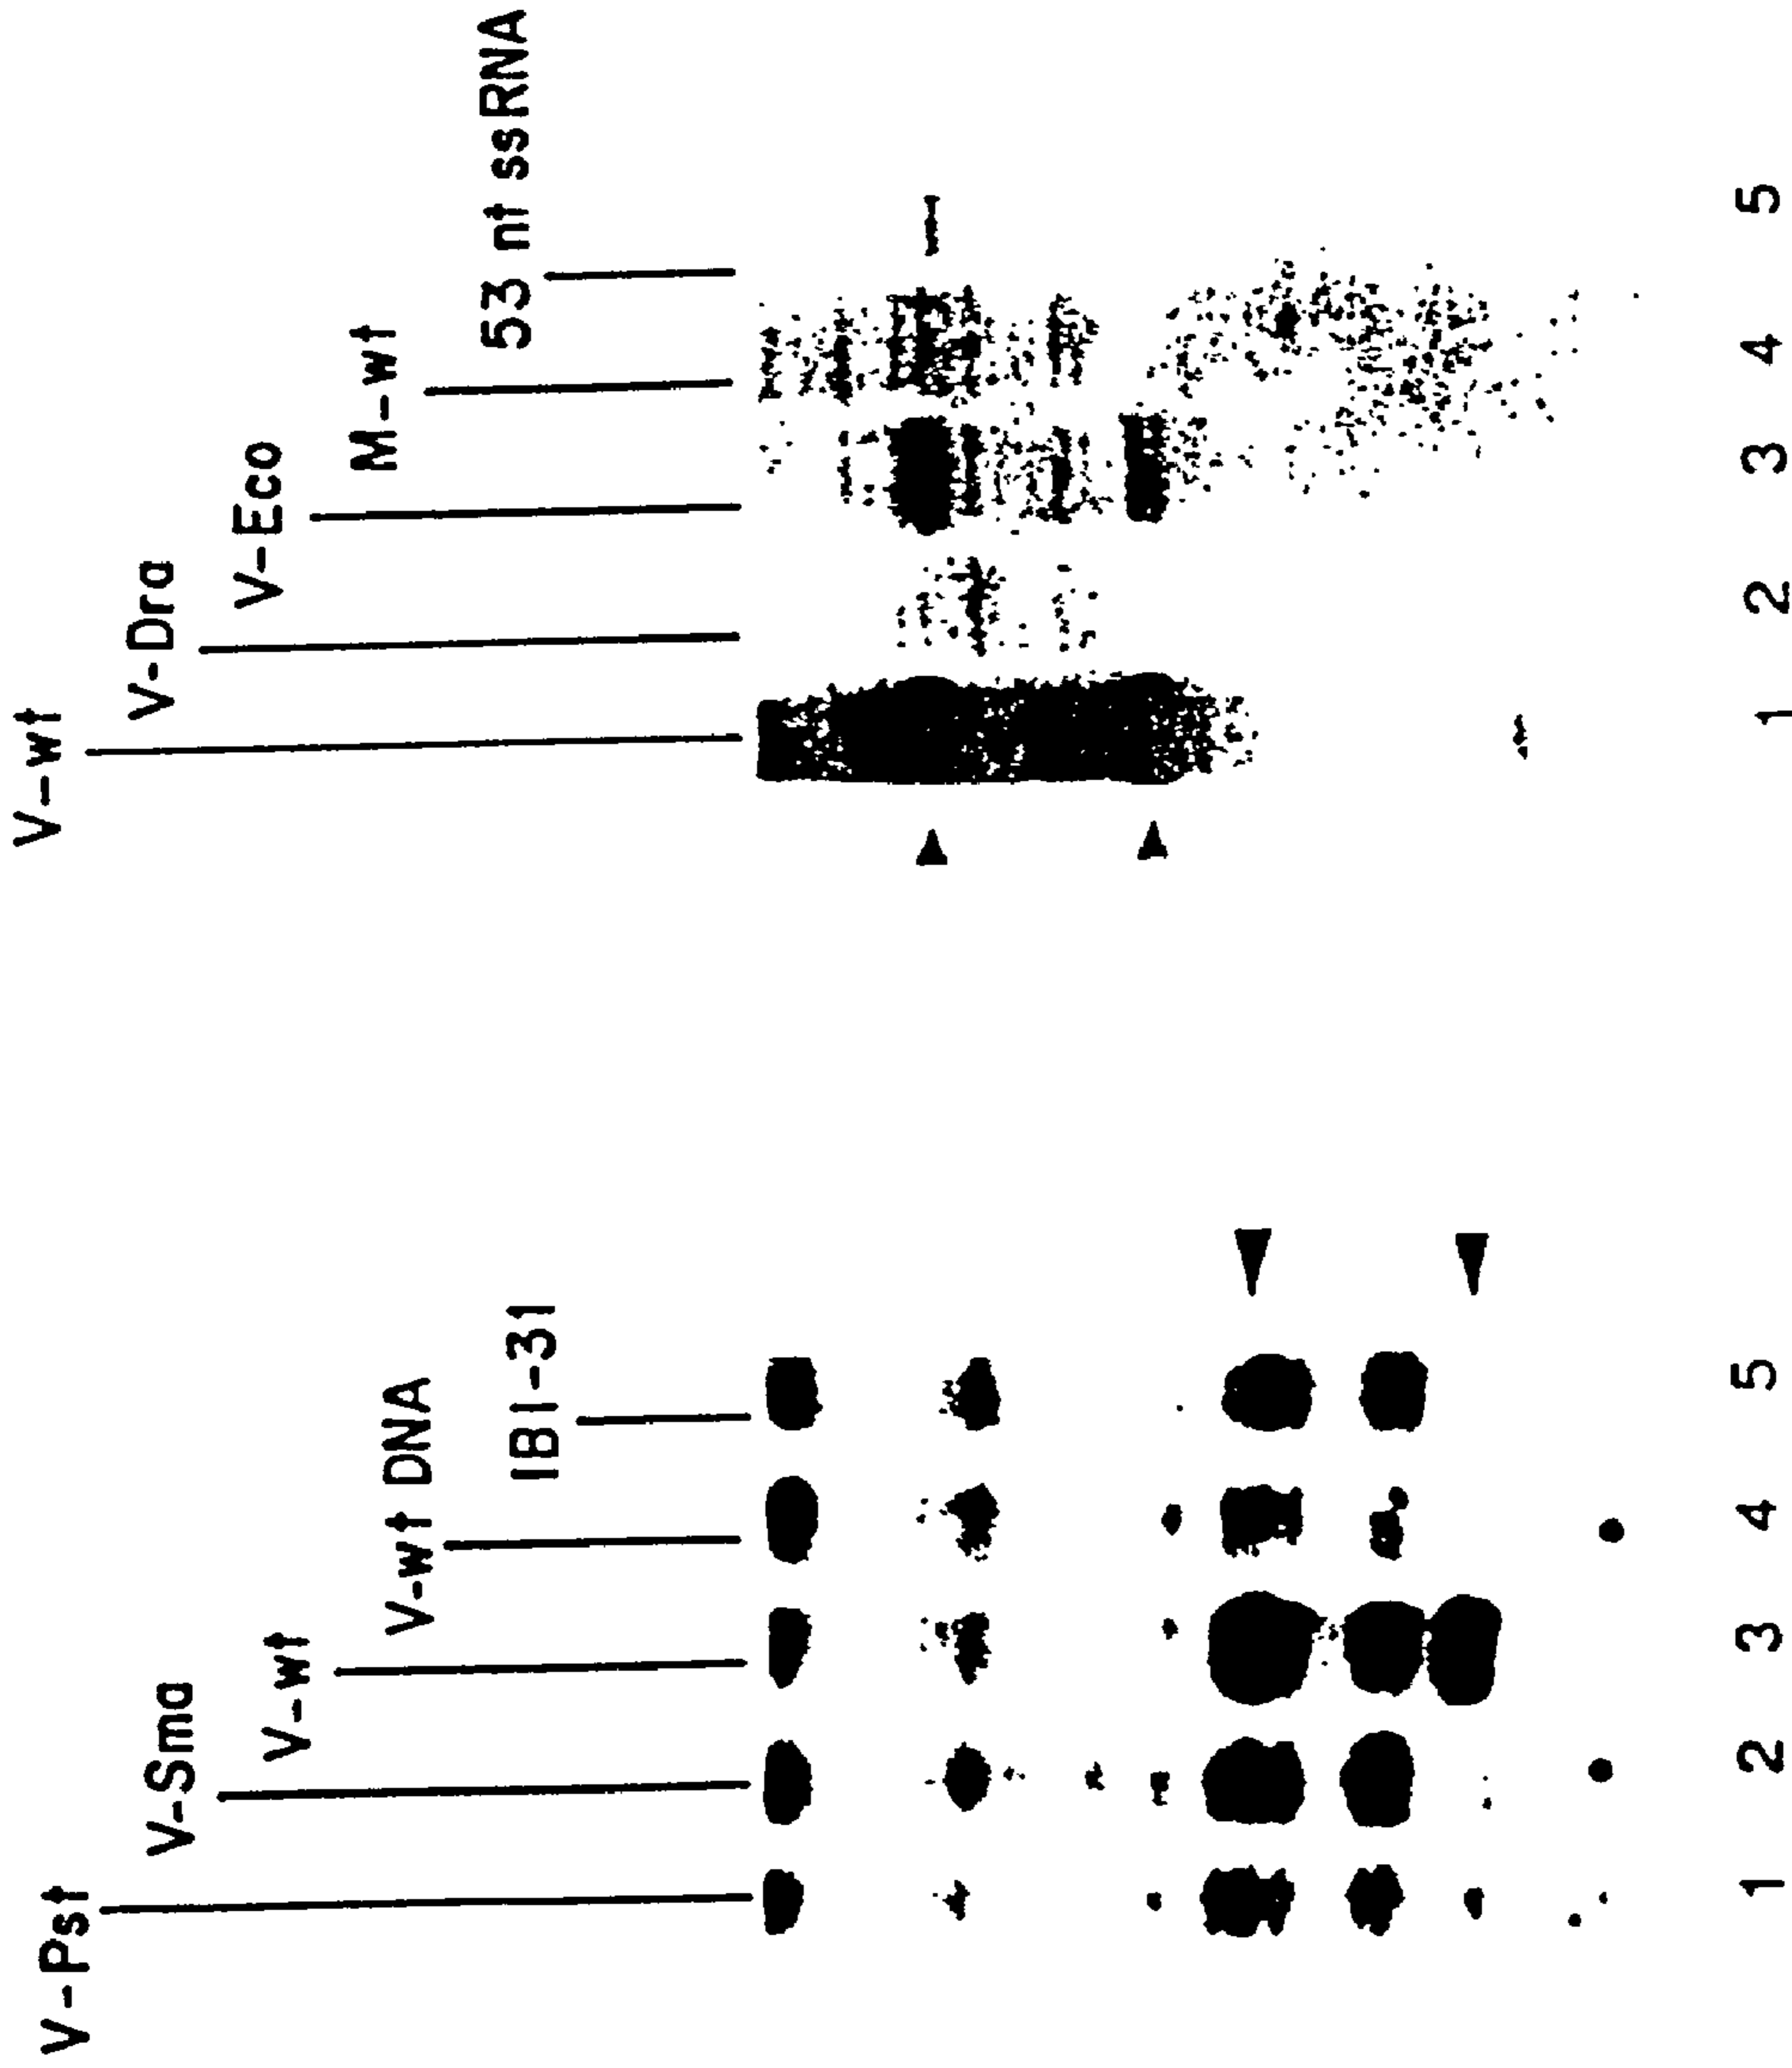 V-Pst
V-Sma
V-wt
V-wt DNA
IBI-31
1 2 3 4 5
V-wt
V-Dra
V-Eco
M-wt
53 nt ssRNA
1 2 3 4 5